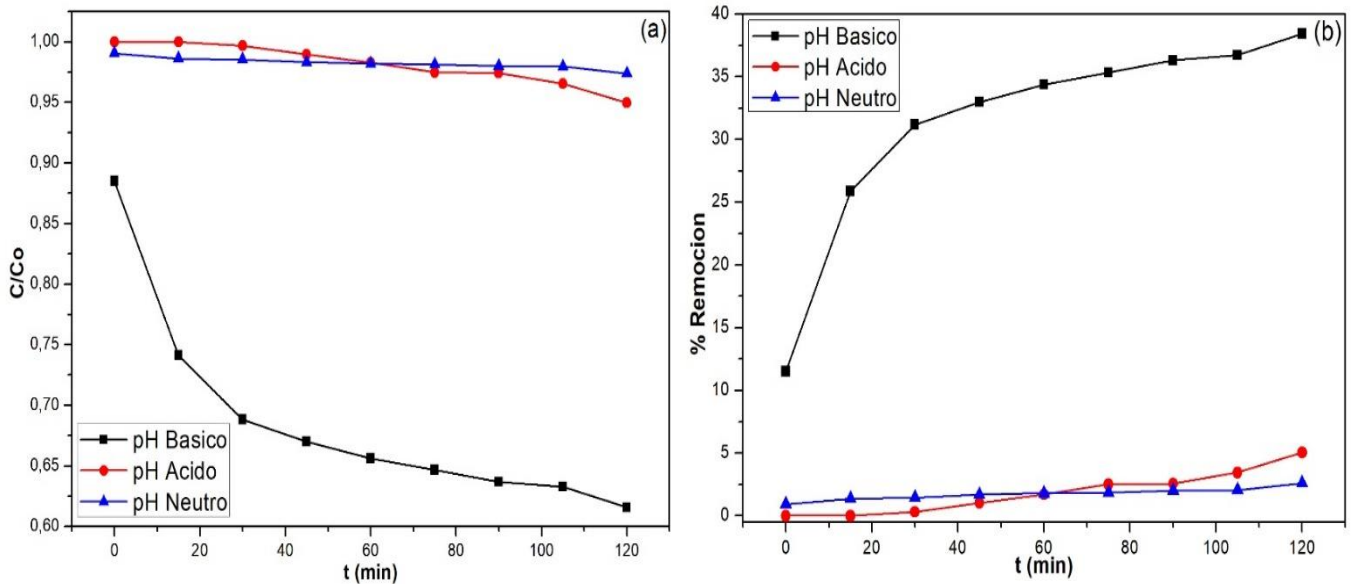 (a)
1,00
0,95
0,90
0,85
0,80
0,75
0,70
0,65
0,60
C/Co
pH Basico
pH Acido
pH Neutro
0 20 40 60 80 100 120
t (min)
(b)
40
35
30
25
20
15
10
5
0
% Remocion
pH Basico
pH Acido
pH Neutro
0 20 40 60 80 100 120
t (min)